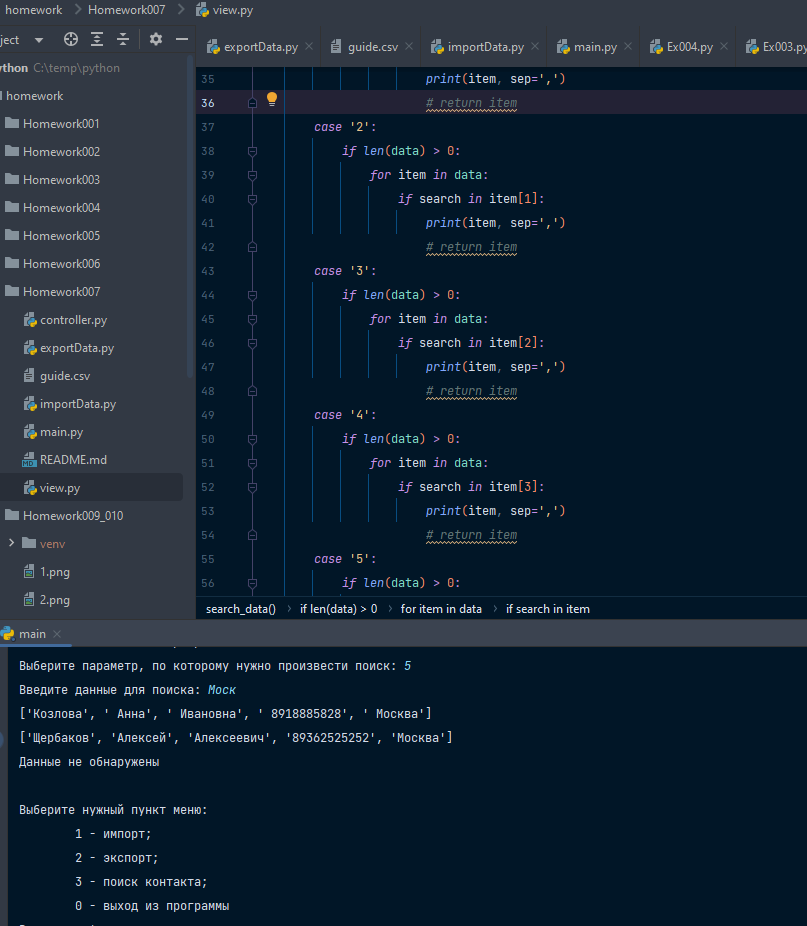 homework
Homework007
view.py
ject
exportData.py
guide.csv
importData.py
main.py
Ex004.py
Ex003.py
thon C:\temp\python
homework
Homework001
Homework002
Homework003
Homework004
Homework005
Homework006
Homework007
controller.py
exportData.py
guide.csv
importData.py
main.py
README.md
view.py
Homework009_010
venv
1.png
2.png
35 print(item, sep=',')
36 # return item
37 case '2':
38 if len(data) > 0:
39 for item in data:
40 if search in item[1]:
41 print(item, sep=',')
42 # return item
43 case '3':
44 if len(data) > 0:
45 for item in data:
46 if search in item[2]:
47 print(item, sep=',')
48 # return item
49 case '4':
50 if len(data) > 0:
51 for item in data:
52 if search in item[3]:
53 print(item, sep=',')
54 # return item
55 case '5':
56 if len(data) > 0:
search_data()
if len(data) > 0
for item in data
if search in item
main
Выберите параметр, по которому нужно произвести поиск: 5
Введите данные для поиска: Моск
['Козлова', ' Анна', ' Ивановна', ' 8918885828', ' Москва']
['Щербаков', 'Алексей', 'Алексеевич', '89362525252', 'Москва']
Данные не обнаружены
Выберите нужный пункт меню:
1 - импорт;
2 - экспорт;
3 - поиск контакта;
0 - выход из программы